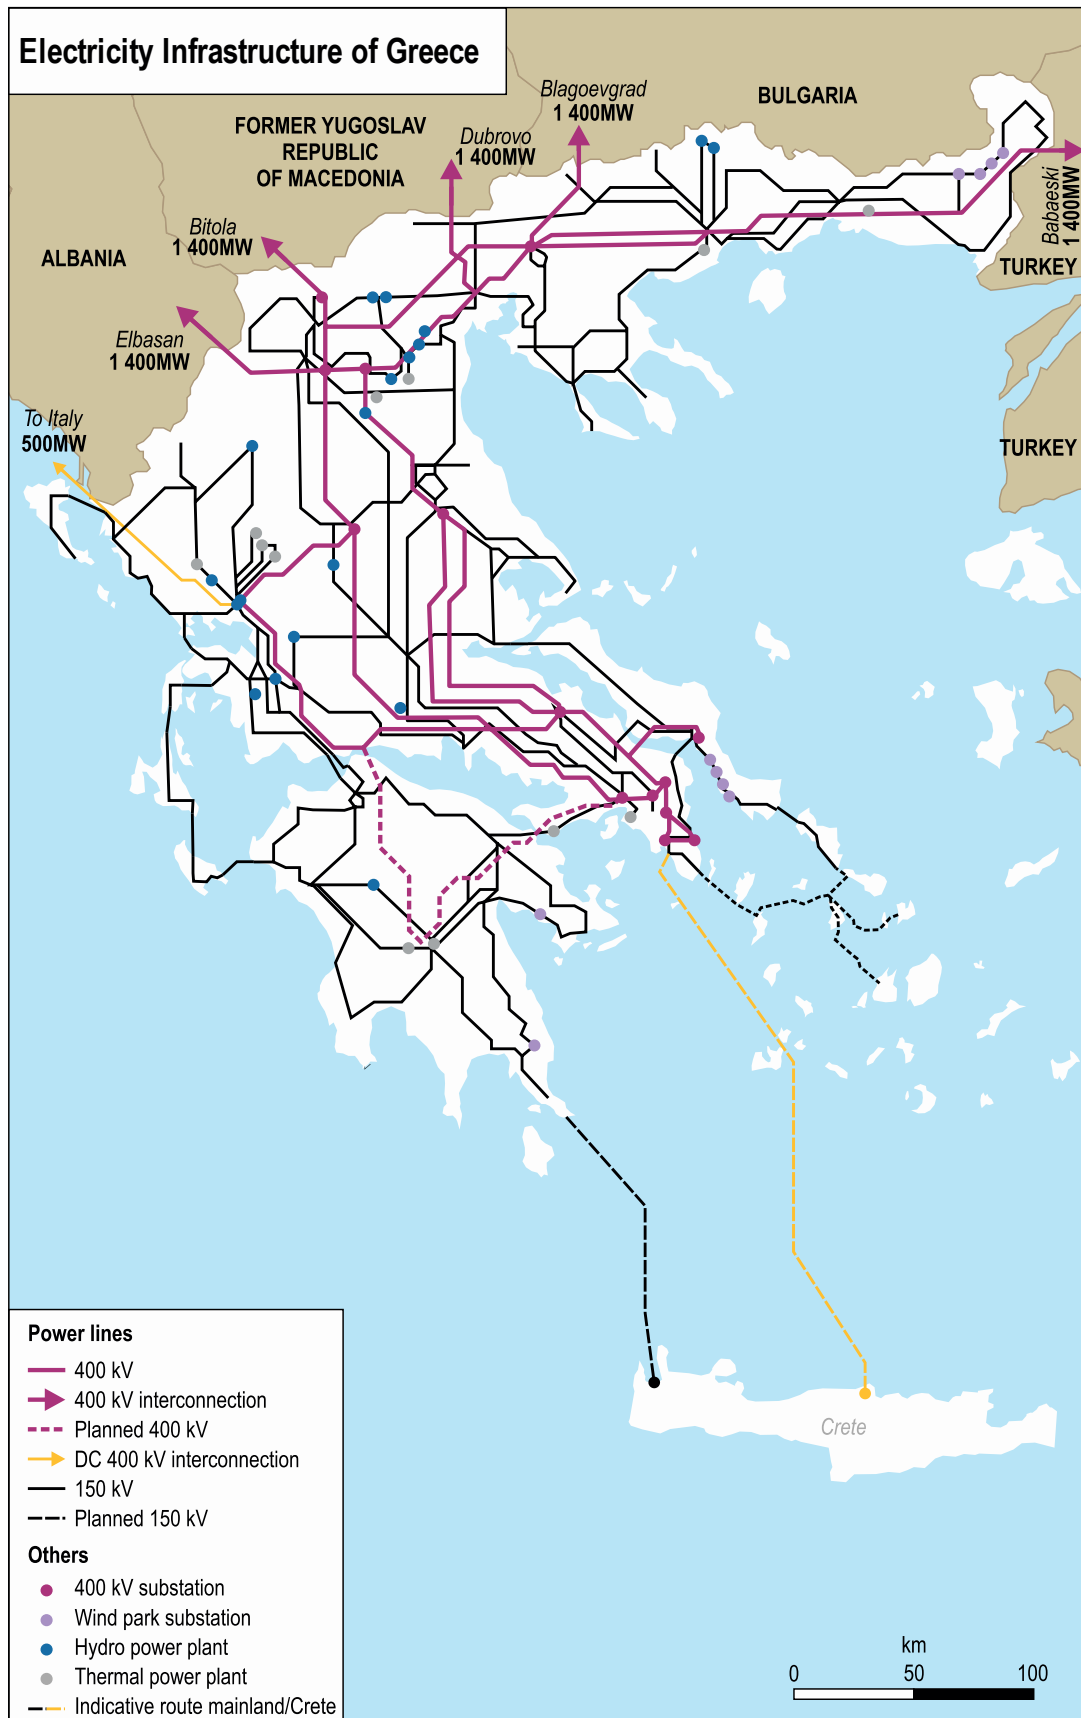 Electricity Infrastructure of Greece
Blagoevgrad
1 400MW
BULGARIA
FORMER YUGOSLAV
REPUBLIC
OF MACEDONIA
Dubrovo
1 400MW
Bitola
1 400MW
ALBANIA
Babaeski
1 400MW
TURKEY
Elbasan
1 400MW
To Italy
500MW
TURKEY
Crete
Power lines
400 kV
400 kV interconnection
Planned 400 kV
DC 400 kV interconnection
150 kV
Planned 150 kV
Others
400 kV substation
Wind park substation
Hydro power plant
Thermal power plant
Indicative route mainland/Crete
km
0 50 100